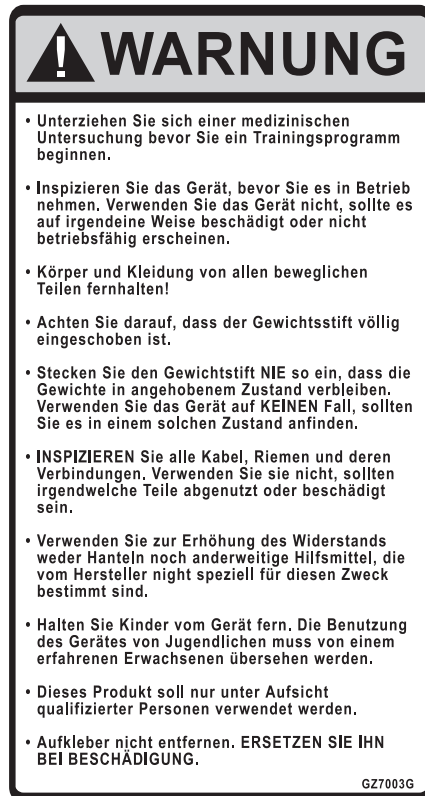 WARNUNG
• Unterziehen Sie sich einer medizinischen
Untersuchung bevor Sie ein Trainingsprogramm
beginnen.
• Inspizieren Sie das Gerät, bevor Sie es in Betrieb
nehmen. Verwenden Sie das Gerät nicht, sollte es
auf irgendeine Weise beschädigt oder nicht
betriebsfähig erscheinen.
• Körper und Kleidung von allen beweglichen
Teilen fernhalten!
• Achten Sie darauf, dass der Gewichtsstift völlig
eingeschoben ist.
• Stecken Sie den Gewichtstift NIE so ein, dass die
Gewichte in angehobenem Zustand verbleiben.
Verwenden Sie das Gerät auf KEINEN Fall, sollten
Sie es in einem solchen Zustand anfinden.
• INSPIZIEREN Sie alle Kabel, Riemen und deren
Verbindungen. Verwenden Sie sie nicht, sollten
irgendwelche Teile abgenutzt oder beschädigt
sein.
• Verwenden Sie zur Erhöhung des Widerstands
weder Hanteln noch anderweitige Hilfsmittel, die
vom Hersteller night speziell für diesen Zweck
bestimmt sind.
• Halten Sie Kinder vom Gerät fern. Die Benutzung
des Gerätes von Jugendlichen muss von einem
erfahrenen Erwachsenen übersehen werden.
• Dieses Produkt soll nur unter Aufsicht
qualifizierter Personen verwendet werden.
• Aufkleber nicht entfernen. ERSETZEN SIE IHN
BEI BESCHÄDIGUNG.
GZ7003G